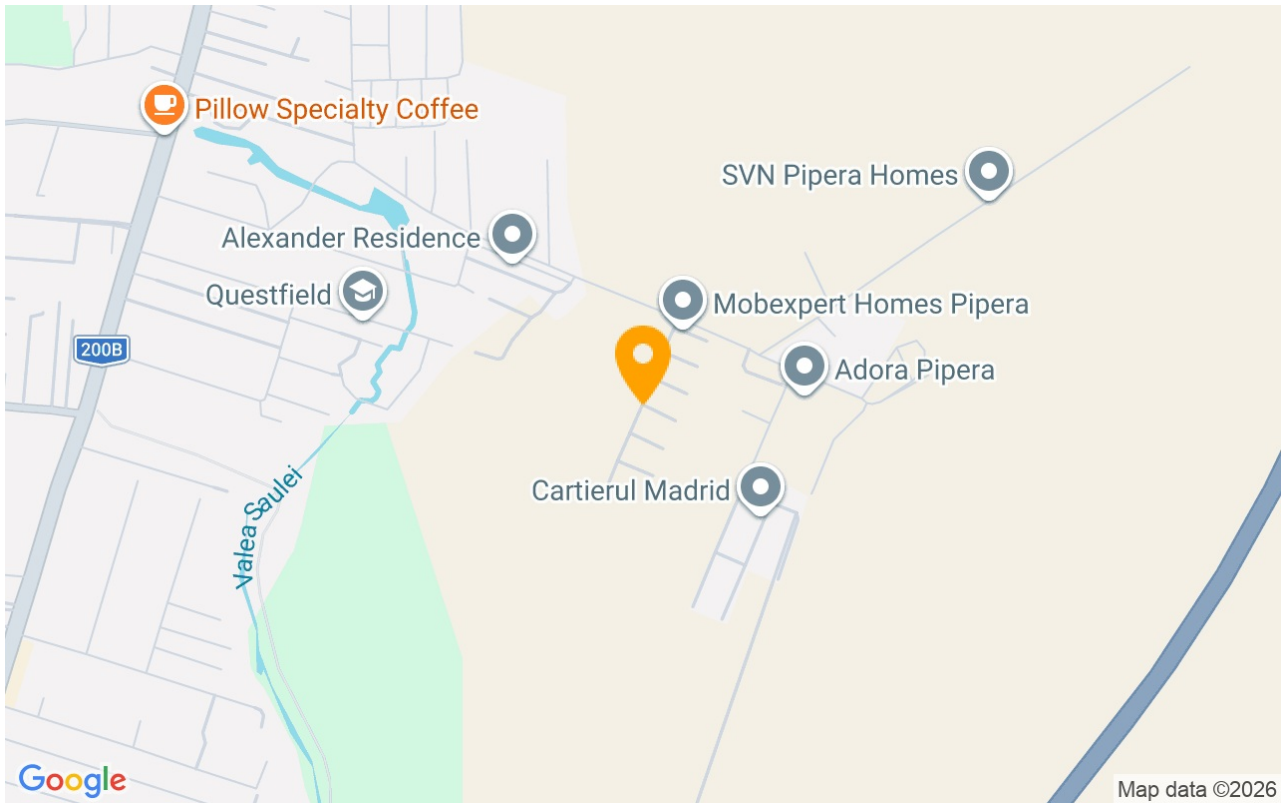 Pillow Specialty Coffee
SVN Pipera Homes
Alexander Residence
Questfield
Mobexpert Homes Pipera
200B
Adora Pipera
Cartierul Madrid
Valea Saulei
Google
Map data ©2026